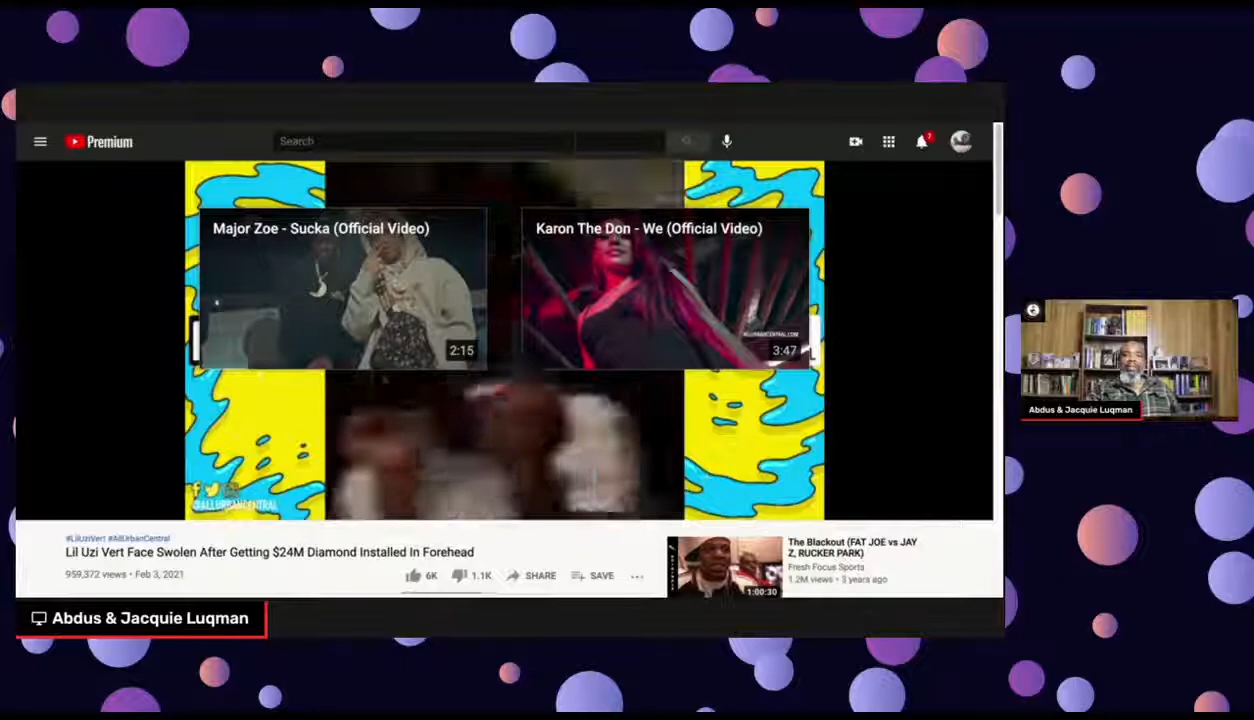 Premium
Search
7
Major Zoe - Sucka (Official Video)
2:15
Karon The Don - We (Official Video)
3:47
@ALLURBANCENTRAL
#LilUziVert #AllUrbanCentral
Lil Uzi Vert Face Swolen After Getting $24M Diamond Installed In Forehead
959,372 views • Feb 3, 2021
6K
1.1K
SHARE
SAVE
The Blackout (FAT JOE vs JAY
Z, RUCKER PARK)
Fresh Focus Sports
1.2M views • 3 years ago
1:00:30
Abdus & Jacquie Luqman
Abdus & Jacquie Luqman